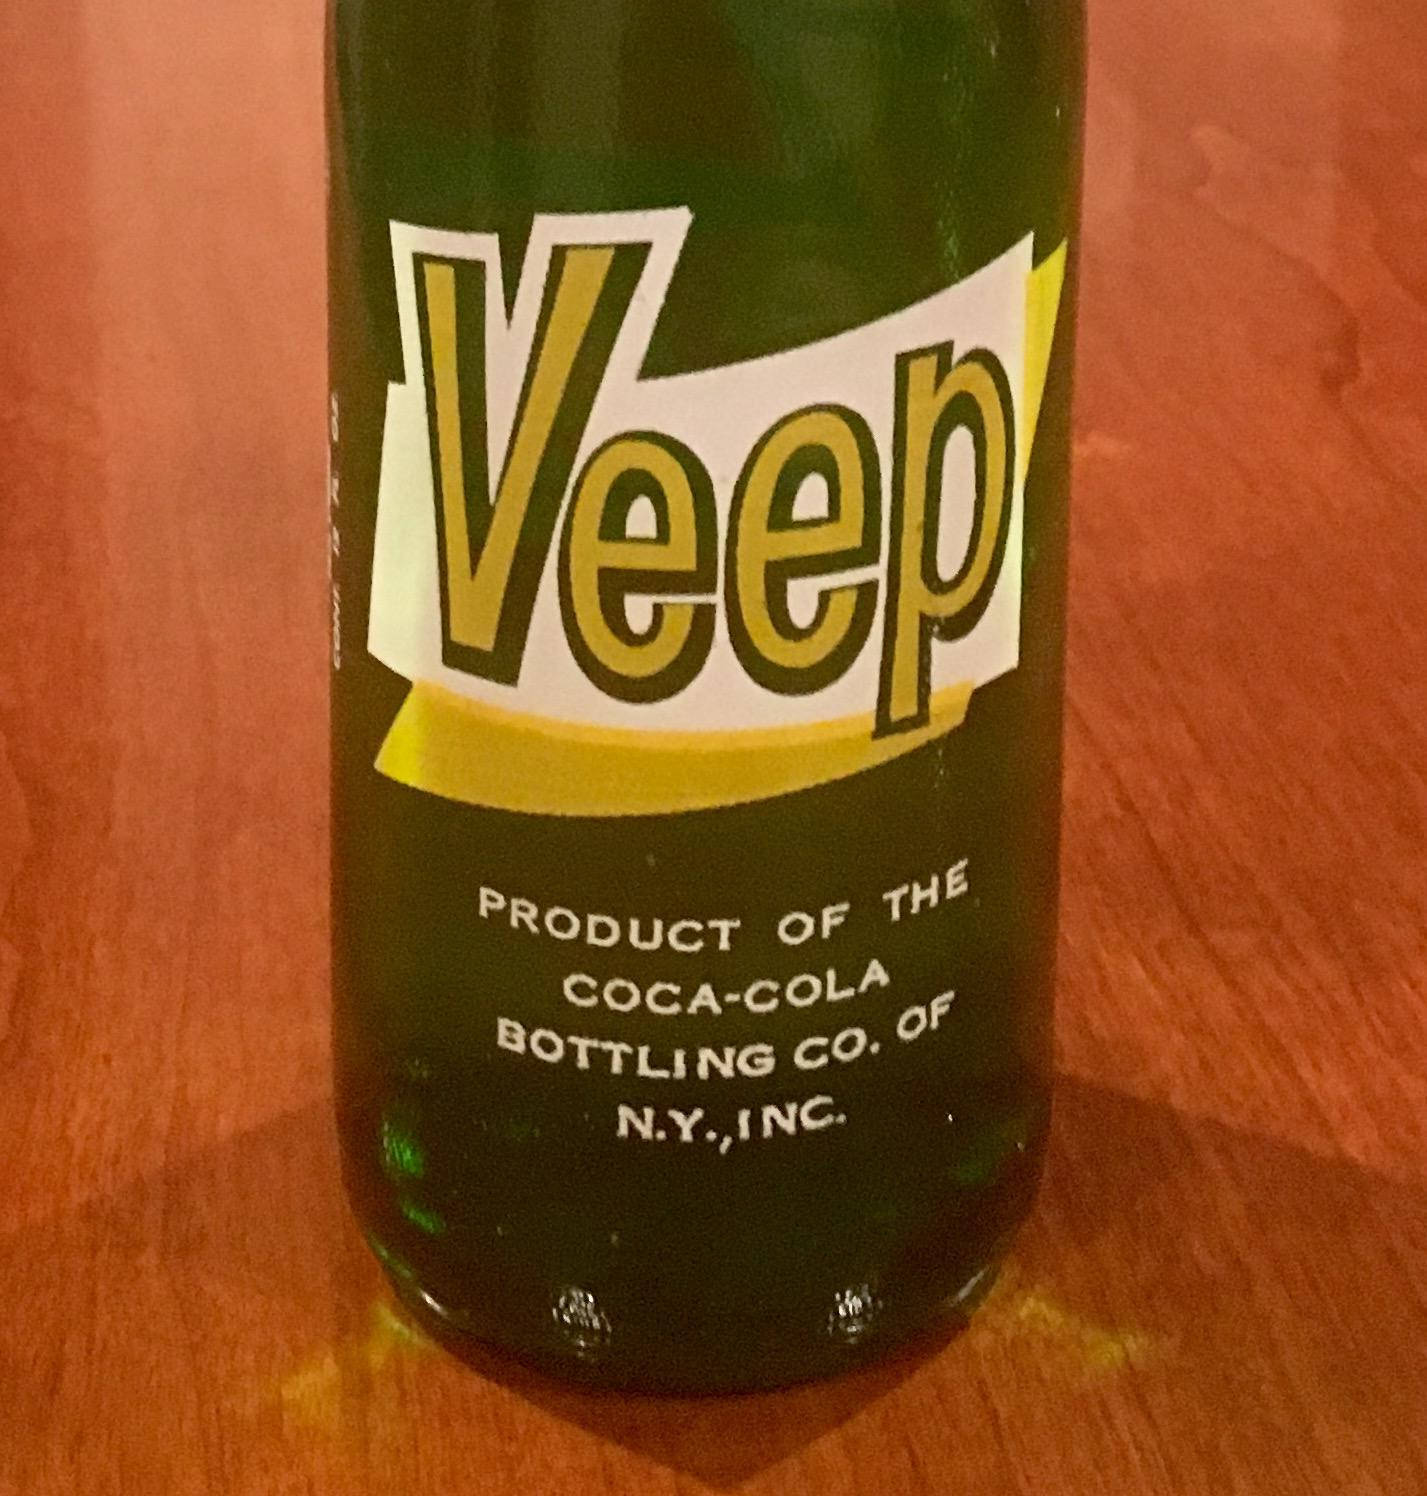 Veep
PRODUCT OF THE
COCA-COLA
BOTTLING CO. OF
N.Y., INC.